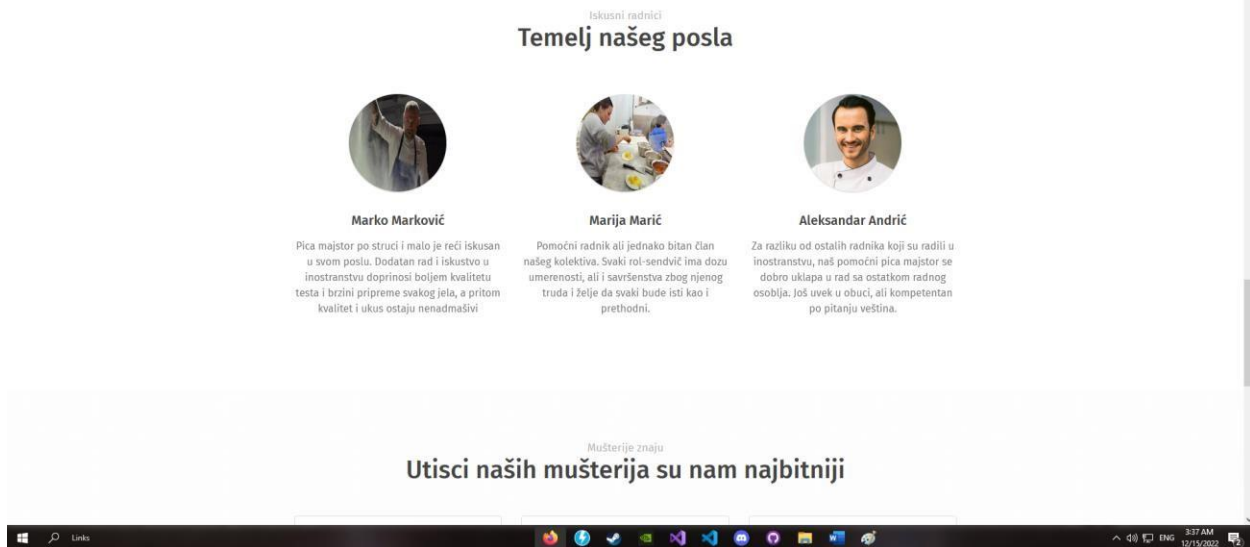 Iskusni radnici
Temelj našeg posla
Marko Marković
Pica majstor po struci i malo je reći iskusan
u svom poslu. Dodatan rad i iskustvo u
inostranstvu doprinosi boljem kvalitetu
testa i brzini pripreme svakog jela, a pritom
kvalitet i ukus ostaju nenadmašivi
Marija Marić
Pomoćni radnik ali jednako bitan član
našeg kolektiva. Svaki rol-sendvič ima dozu
umerenosti, ali i savršenstva zbog njenog
truda i želje da svaki bude isti kao i
prethodni.
Aleksandar Andrić
Za razliku od ostalih radnika koji su radili u
inostranstvu, naš pomoćni pica majstor se
dobro uklapa u rad sa ostatkom radnog
osoblja. Još uvek u obuci, ali kompetentan
po pitanju veština.
Mušterije znaju
Utisci naših mušterija su nam najbitniji
Links
ENG
3:37 AM
12/15/2022
2